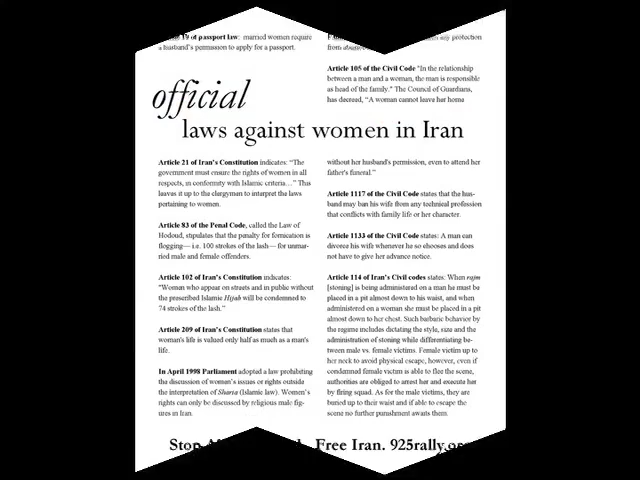 of passport law: married women require
a husband's permission to apply for a passport.
any protection
from
Article 105 of the Civil Code "In the relationship
between a man and a woman, the man is responsible
as head of the family." The Council of Guardians,
has decreed, "A woman cannot leave her home
official
laws against women in Iran
Article 21 of Iran's Constitution indicates: "The
government must ensure the rights of women in all
respects, in conformity with Islamic criteria…" This
leaves it up to the clergymen to interpret the laws
pertaining to women.
Article 83 of the Penal Code, called the Law of
Hodoud, stipulates that the penalty for fornication is
flogging— i.e. 100 strokes of the lash— for unmar-
ried male and female offenders.
Article 102 of Iran's Constitution indicates:
"Women who appear on streets and in public without
the prescribed Islamic Hijab will be condemned to
74 strokes of the lash."
Article 209 of Iran's Constitution states that
woman's life is valued only half as much as a man's
life.
In April 1998 Parliament adopted a law prohibiting
the discussion of women's issues or rights outside
the interpretation of Sharia (Islamic law). Women's
rights can only be discussed by religious male fig-
ures in Iran.
without her husband's permission, even to attend her
father's funeral."
Article 1117 of the Civil Code states that the hus-
band may ban his wife from any technical profession
that conflicts with family life or her character.
Article 1133 of the Civil Code states: A man can
divorce his wife whenever he so chooses and does
not have to give her advance notice.
Article 114 of Iran's Civil codes states: When rajm
[stoning] is being administered on a man he must be
placed in a pit almost down to his waist, and when
administered on a woman she must be placed in a pit
almost down to her chest. Such barbaric behavior by
the regime includes dictating the style, size and the
administration of stoning while differentiating be-
tween male vs. female victims. Female victim up to
her neck to avoid physical escape, however, even if
condemned female victim is able to flee the scene,
authorities are obliged to arrest her and execute her
by firing squad. As for the male victims, they are
buried up to their waist and if able to escape the
scene no further punishment awaits them.
Stop Free Iran. 925rally.org